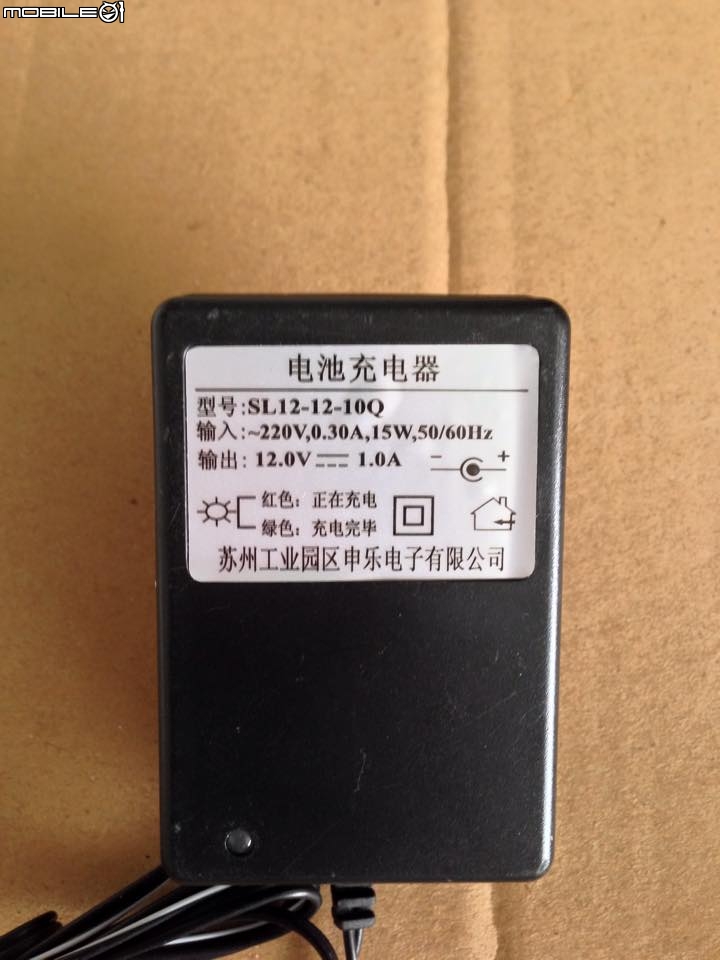 MOBILE01
电池充电器
型号:SL12-12-10Q
输入:~220V,0.30A,15W,50/60Hz
输出: 12.0V⎓ 1.0A
− +
红色: 正在充电
绿色: 充电完毕
苏州工业园区申乐电子有限公司